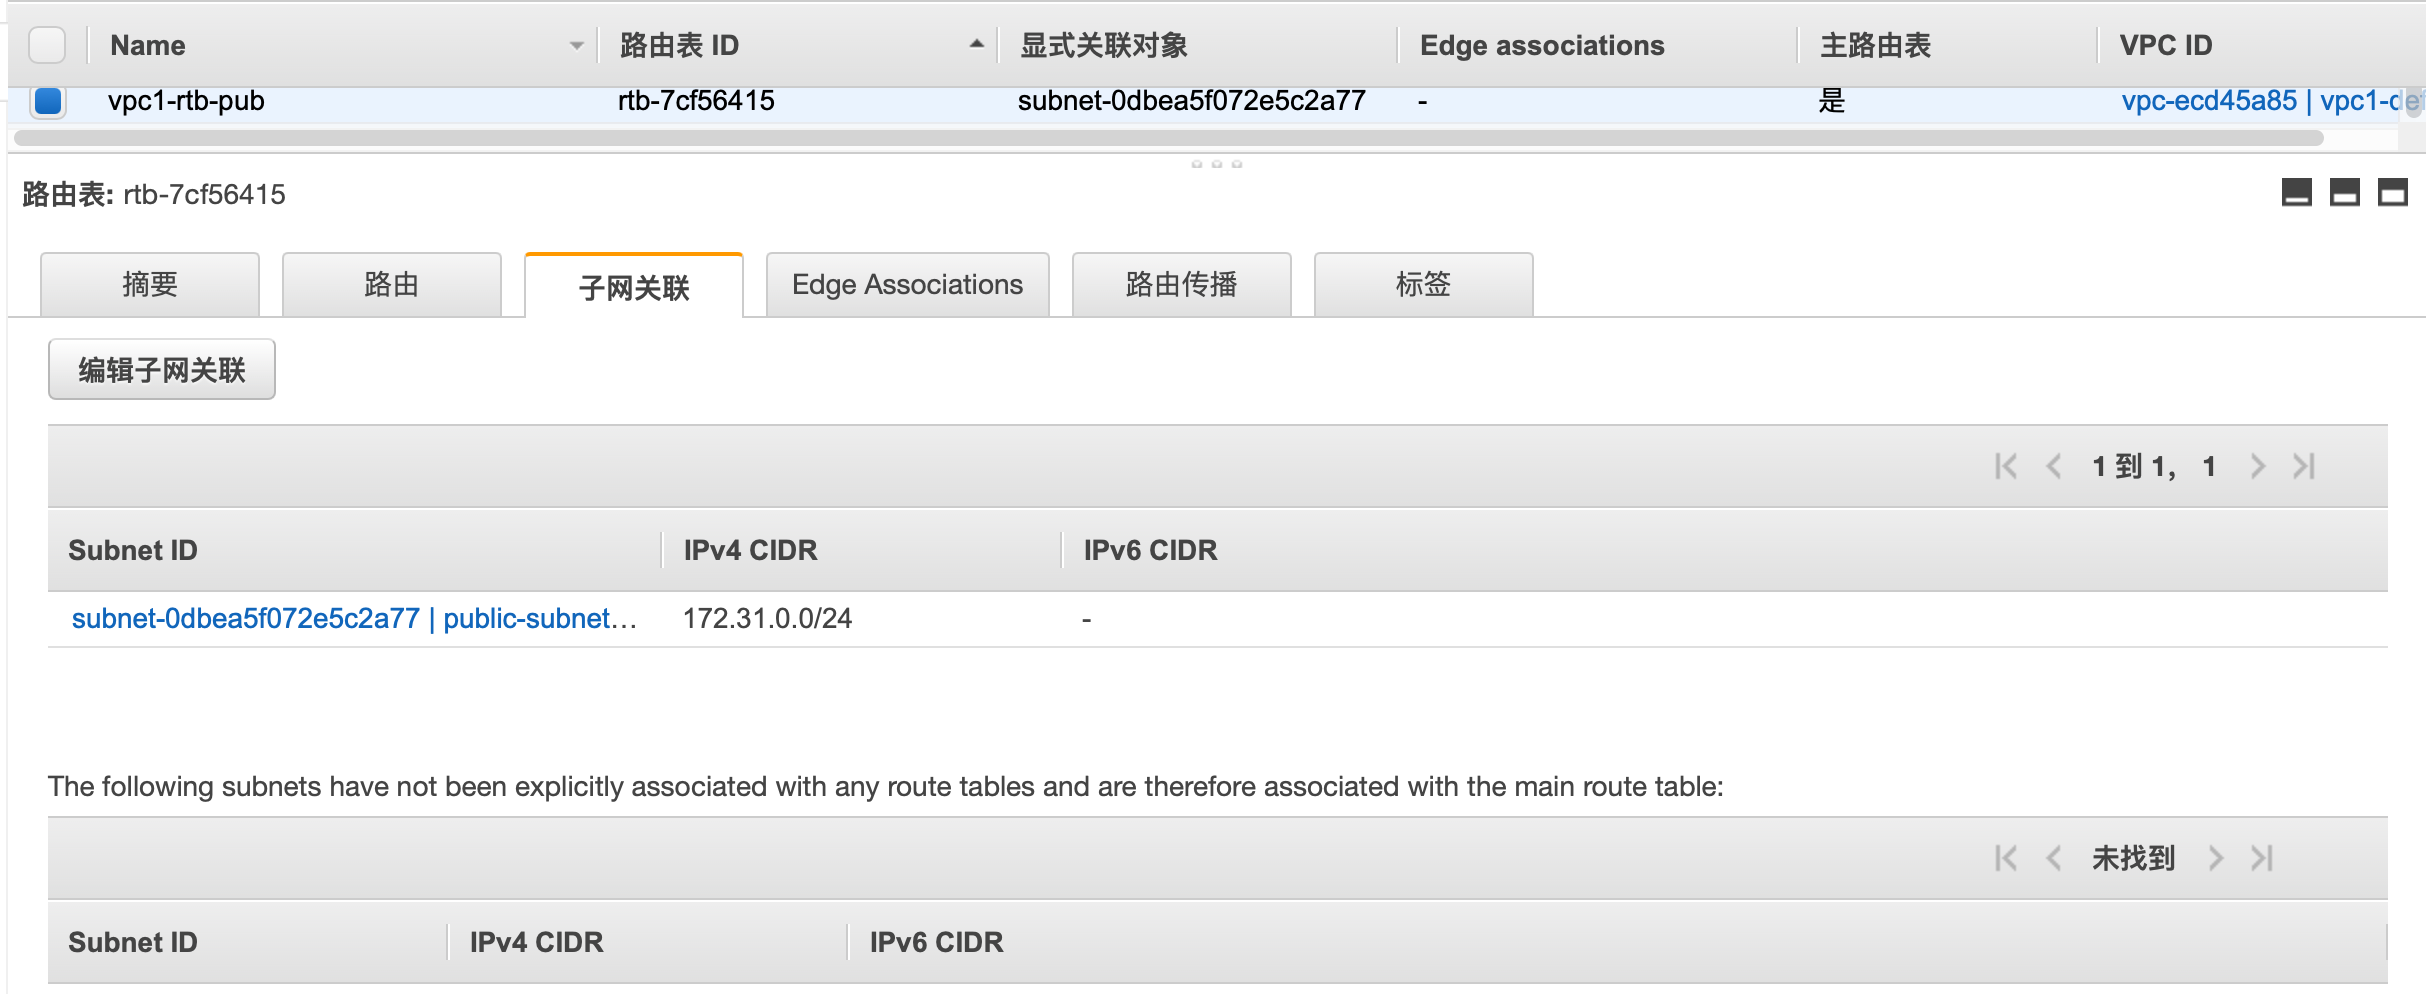 Name 路由表 ID 显式关联对象 Edge associations 主路由表 VPC ID
vpc1-rtb-pub rtb-7cf56415 subnet-0dbea5f072e5c2a77 - 是 vpc-ecd45a85 | vpc1-def
路由表: rtb-7cf56415
摘要 路由 子网关联 Edge Associations 路由传播 标签
编辑子网关联
1 到 1， 1
Subnet ID IPv4 CIDR IPv6 CIDR
subnet-0dbea5f072e5c2a77 | public-subnet… 172.31.0.0/24 -
The following subnets have not been explicitly associated with any route tables and are therefore associated with the main route table:
未找到
Subnet ID IPv4 CIDR IPv6 CIDR